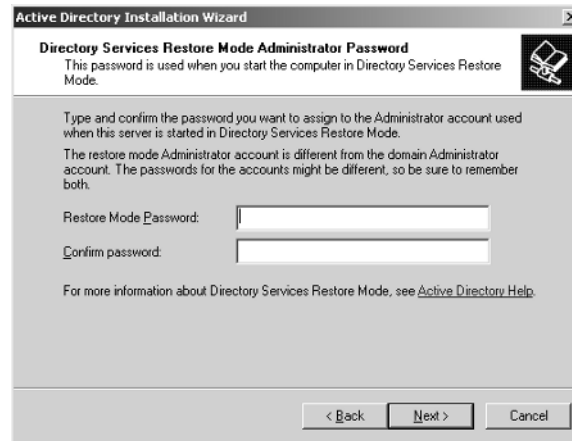 Active Directory Installation Wizard
Directory Services Restore Mode Administrator Password
This password is used when you start the computer in Directory Services Restore
Mode.
Type and confirm the password you want to assign to the Administrator account used
when this server is started in Directory Services Restore Mode.
The restore mode Administrator account is different from the domain Administrator
account. The passwords for the accounts might be different, so be sure to remember
both.
Restore Mode Password:
Confirm password:
For more information about Directory Services Restore Mode, see Active Directory Help.
< Back Next > Cancel